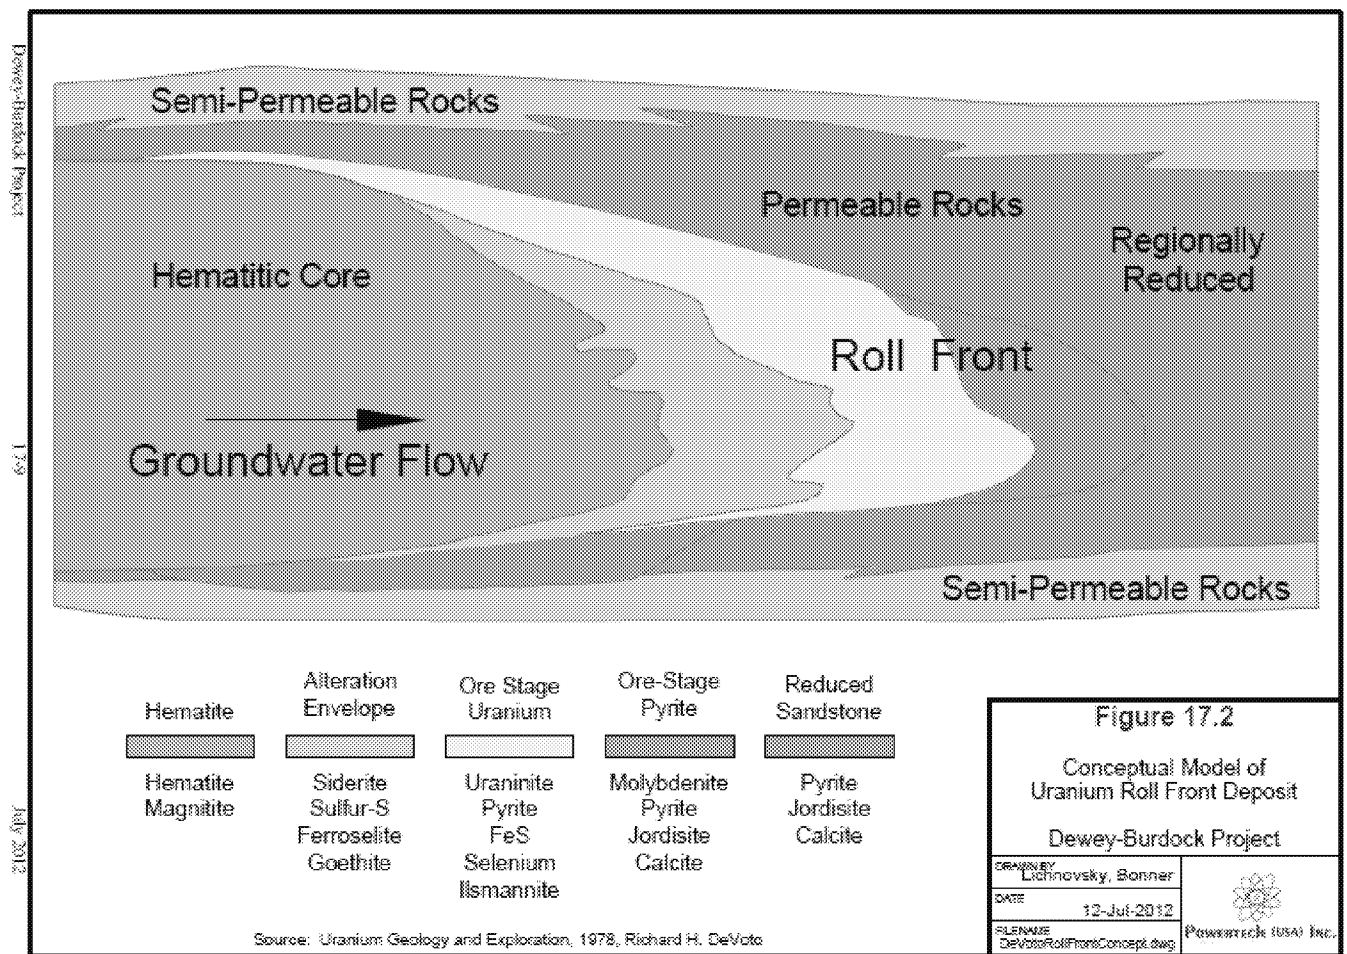 Dewey-Burdock Project
17-9
July 2012
Semi-Permeable Rocks
Permeable Rocks
Regionally
Reduced
Hematitic Core
Roll Front
Groundwater Flow
Semi-Permeable Rocks
Hematite
Alteration
Envelope
Ore Stage
Uranium
Ore-Stage
Pyrite
Reduced
Sandstone
Hematite
Magnitite
Siderite
Sulfur-S
Ferroselite
Goethite
Uraninite
Pyrite
FeS
Selenium
Ilsmannite
Molybdenite
Pyrite
Jordisite
Calcite
Pyrite
Jordisite
Calcite
Source: Uranium Geology and Exploration, 1978, Richard H. DeVoto
Figure 17.2
Conceptual Model of
Uranium Roll Front Deposit
Dewey-Burdock Project
DRAWN BY
Lichnovsky, Bonner
DATE
12-Jul-2012
FILENAME
DeVotoRollFrontConcept.dwg
Powertech (USA) Inc.